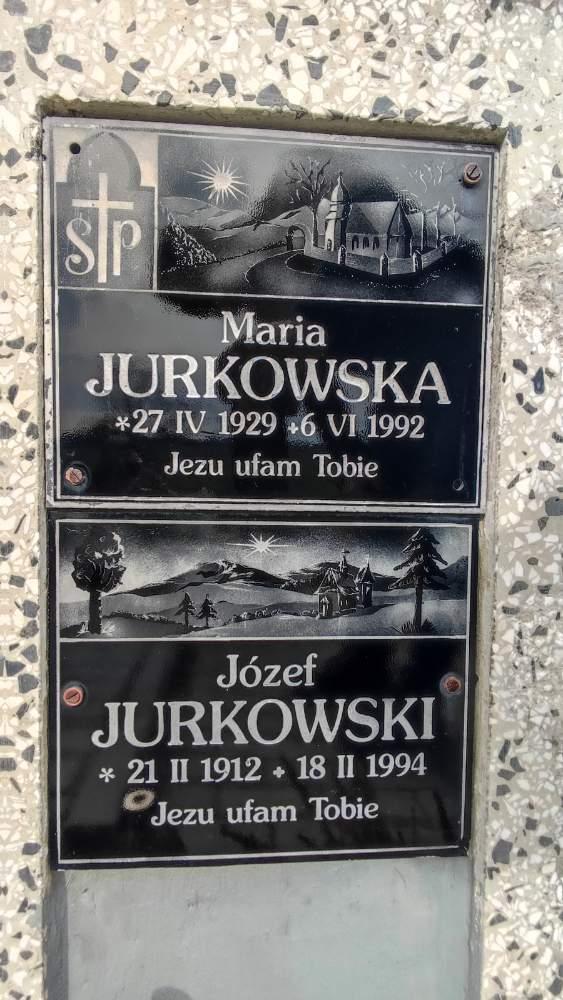 S†P
Maria
JURKOWSKA
*27 IV 1929 +6 VI 1992
Jezu ufam Tobie
Józef
JURKOWSKI
* 21 II 1912 + 18 II 1994
Jezu ufam Tobie